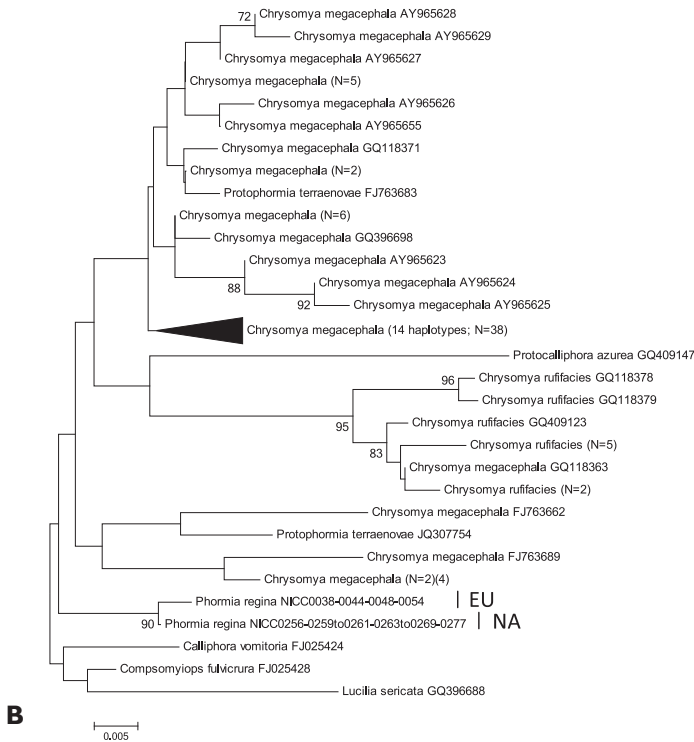 Chrysomya megacephala AY965628
72
Chrysomya megacephala AY965629
Chrysomya megacephala AY965627
Chrysomya megacephala (N=5)
Chrysomya megacephala AY965626
Chrysomya megacephala AY965655
Chrysomya megacephala GQ118371
Chrysomya megacephala (N=2)
Protophormia terraenovae FJ763683
Chrysomya megacephala (N=6)
Chrysomya megacephala GQ396698
Chrysomya megacephala AY965623
88
Chrysomya megacephala AY965624
92
Chrysomya megacephala AY965625
Chrysomya megacephala (14 haplotypes; N=38)
Protocalliphora azurea GQ409147
96
Chrysomya rufifacies GQ118378
Chrysomya rufifacies GQ118379
95
Chrysomya rufifacies GQ409123
83
Chrysomya rufifacies (N=5)
Chrysomya megacephala GQ118363
Chrysomya rufifacies (N=2)
Chrysomya megacephala FJ763662
Protophormia terraenovae JQ307754
Chrysomya megacephala FJ763689
Chrysomya megacephala (N=2)(4)
Phormia regina NICC0038-0044-0048-0054 | EU
90 Phormia regina NICC0256-0259to0261-0263to0269-0277 | NA
Calliphora vomitoria FJ025424
Compsomyiops fulvicrura FJ025428
Lucilia sericata GQ396688
B
0.005